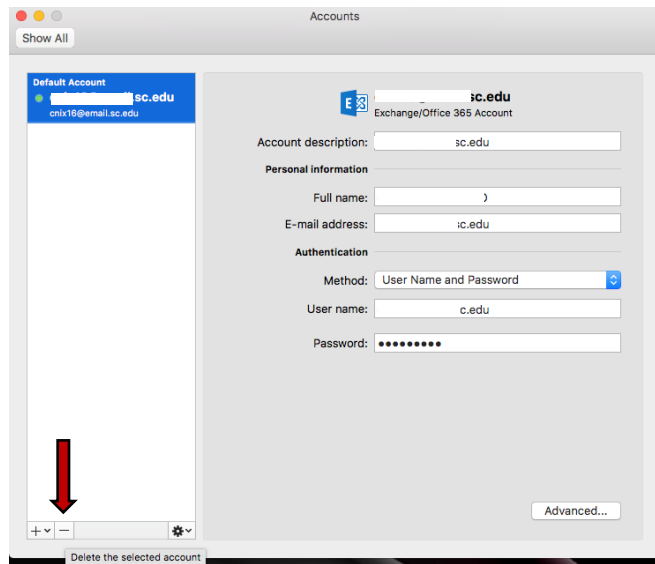 Accounts
Show All
Default Account
sc.edu
cnix16@email.sc.edu
sc.edu
Exchange/Office 365 Account
Account description: sc.edu
Personal information
Full name:
E-mail address: sc.edu
Authentication
Method: User Name and Password
User name: c.edu
Password: ●●●●●●●●●
Advanced...
Delete the selected account